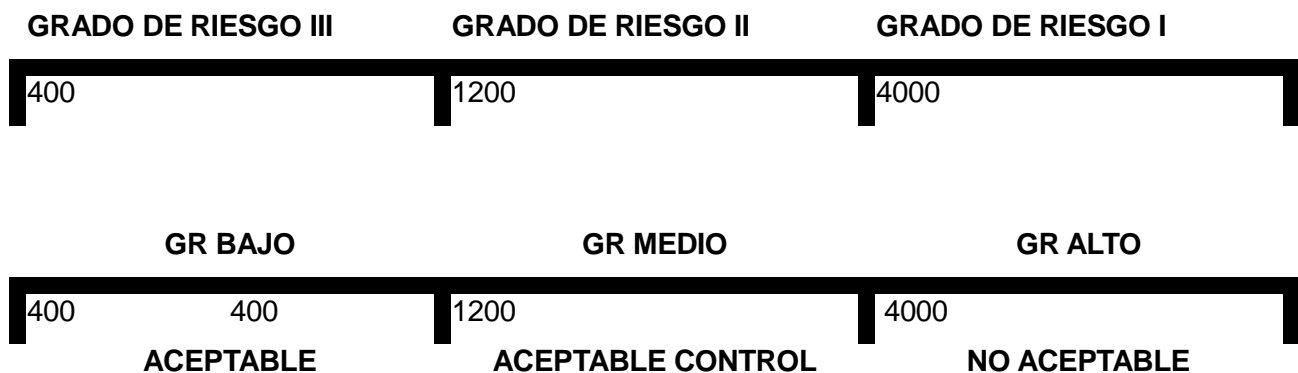 GRADO DE RIESGO III GRADO DE RIESGO II GRADO DE RIESGO I
400 1200 4000
GR BAJO GR MEDIO GR ALTO
400 400 1200 4000
ACEPTABLE ACEPTABLE CONTROL NO ACEPTABLE